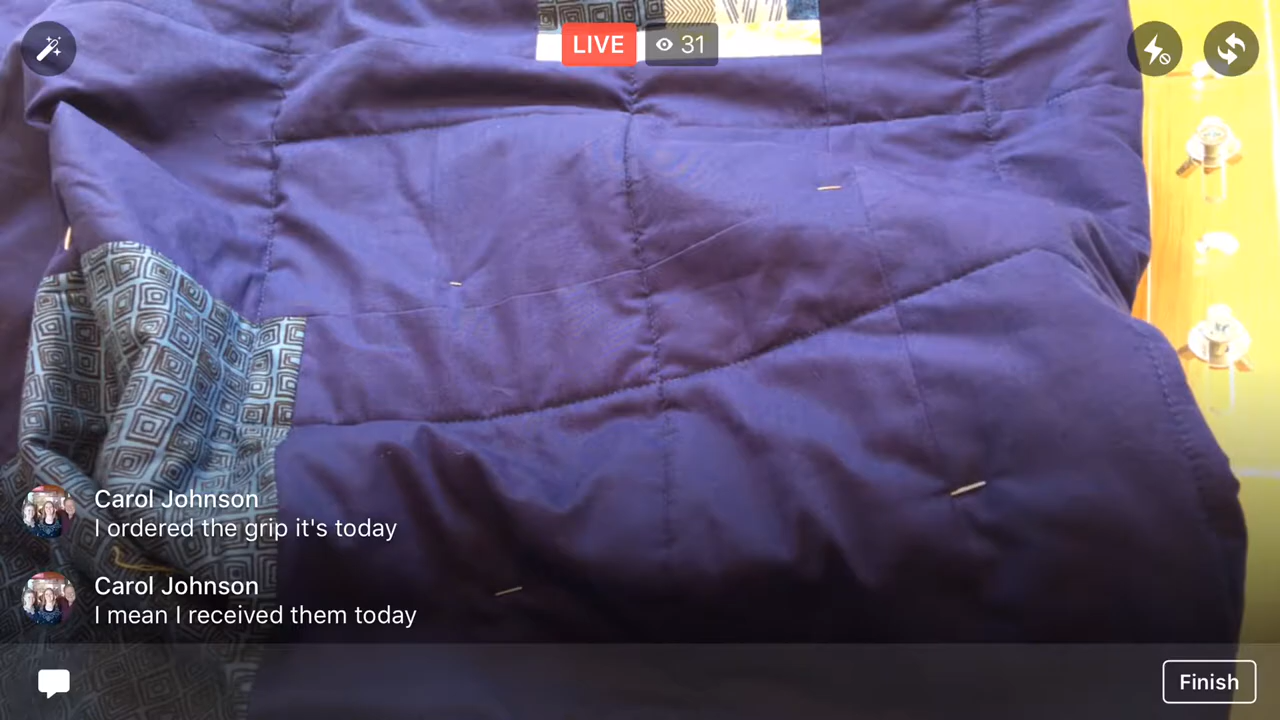 LIVE 31
Carol Johnson
I ordered the grip it's today
Carol Johnson
I mean I received them today
Finish